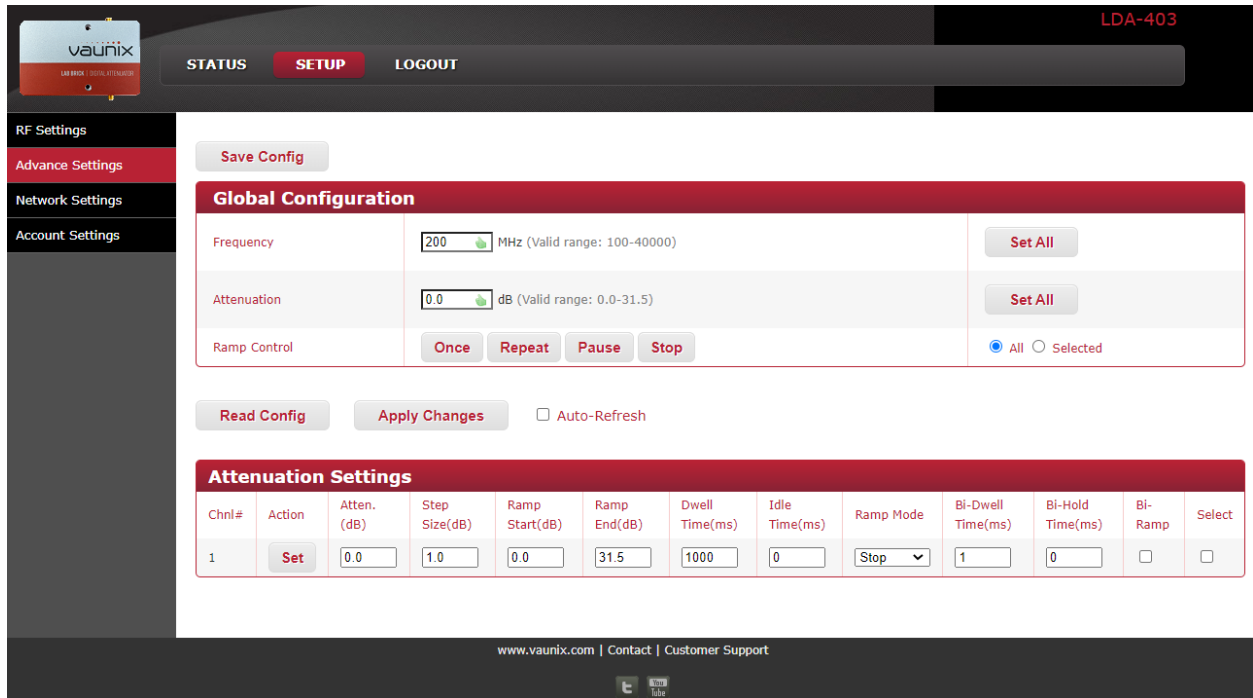 LDA-403
vaunix
LAB BRICK | DIGITAL ATTENUATOR
STATUS SETUP LOGOUT
RF Settings
Advance Settings
Network Settings
Account Settings
Save Config
Global Configuration
Frequency 200 MHz (Valid range: 100-40000) Set All
Attenuation 0.0 dB (Valid range: 0.0-31.5) Set All
Ramp Control Once Repeat Pause Stop All Selected
Read Config Apply Changes Auto-Refresh
Attenuation Settings
Chnl# Action Atten. (dB) Step Size(dB) Ramp Start(dB) Ramp End(dB) Dwell Time(ms) Idle Time(ms) Ramp Mode Bi-Dwell Time(ms) Bi-Hold Time(ms) Bi-Ramp Select
1 Set 0.0 1.0 0.0 31.5 1000 0 Stop 1 0
www.vaunix.com | Contact | Customer Support
You Tube